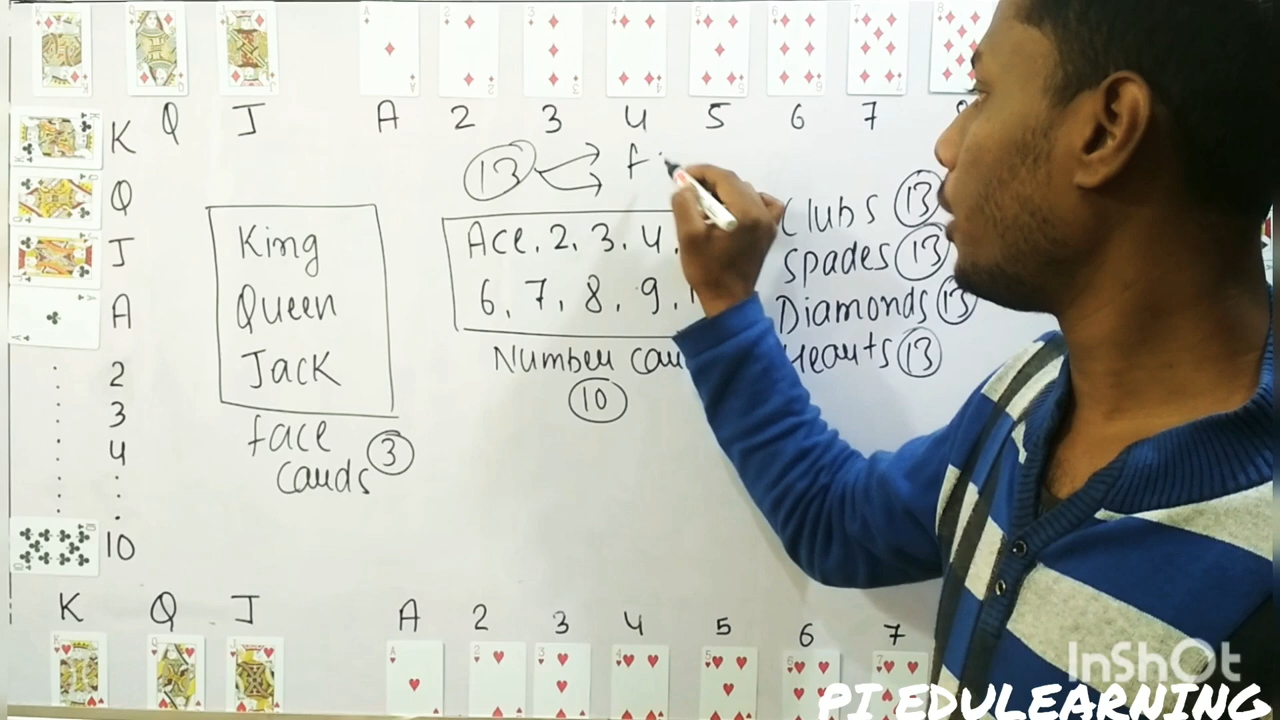 Q J A 2 3 4 5 6 7
K
Q
J
A
2
3
4
10
13
King
Queen
Jack
face
cards 3
Ace, 2, 3, 4,
6, 7, 8, 9,
Number
10
Clubs 13
Spades 13
Diamonds 13
Hearts 13
K Q J A 2 3 4 5 6 7
InShOt
PI EDULEARNING